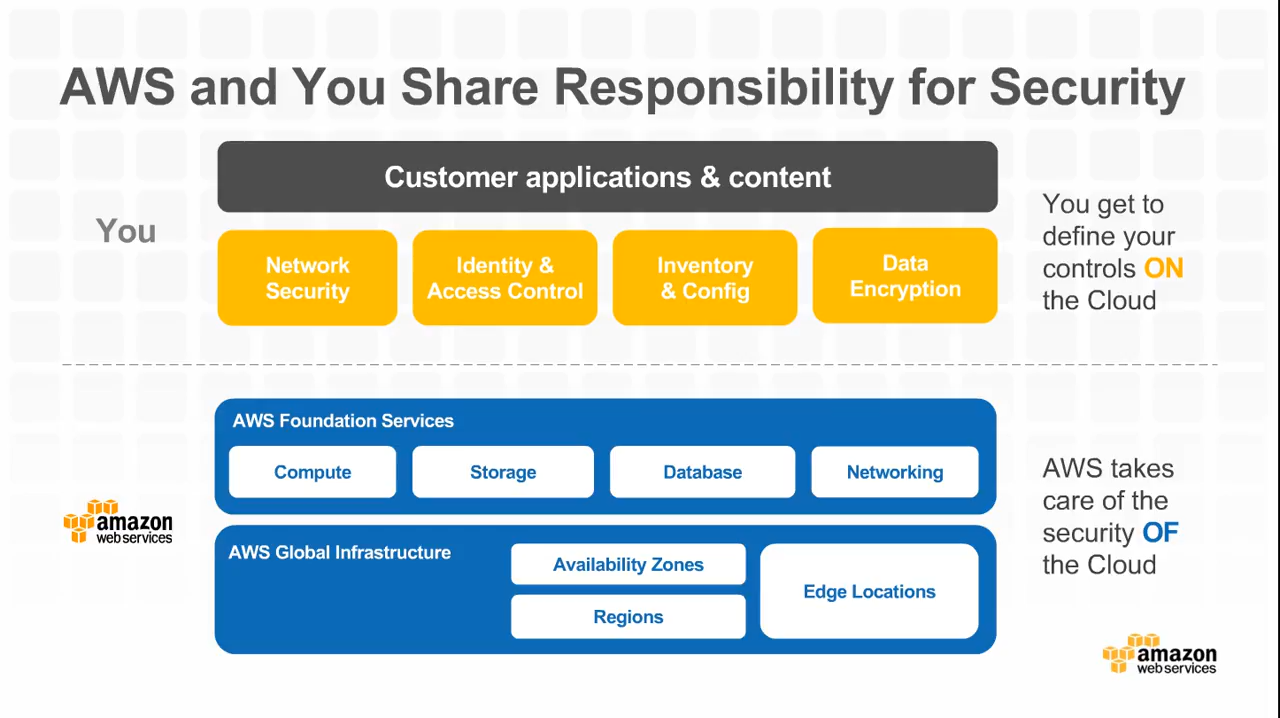 AWS and You Share Responsibility for Security
Customer applications & content
You
Network
Security
Identity &
Access Control
Inventory
& Config
Data
Encryption
You get to
define your
controls ON
the Cloud
AWS Foundation Services
Compute
Storage
Database
Networking
amazon
web services
AWS Global Infrastructure
Availability Zones
Regions
Edge Locations
AWS takes
care of the
security OF
the Cloud
amazon
web services